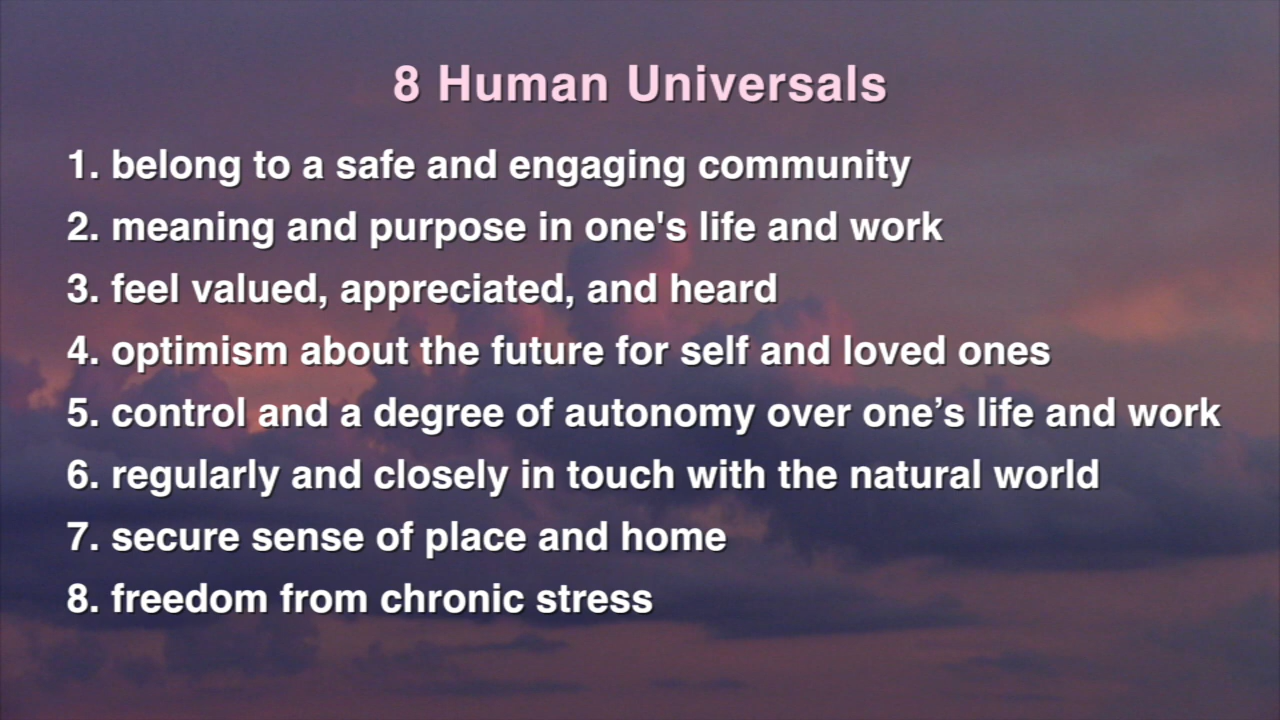 8 Human Universals
1. belong to a safe and engaging community
2. meaning and purpose in one's life and work
3. feel valued, appreciated, and heard
4. optimism about the future for self and loved ones
5. control and a degree of autonomy over one’s life and work
6. regularly and closely in touch with the natural world
7. secure sense of place and home
8. freedom from chronic stress